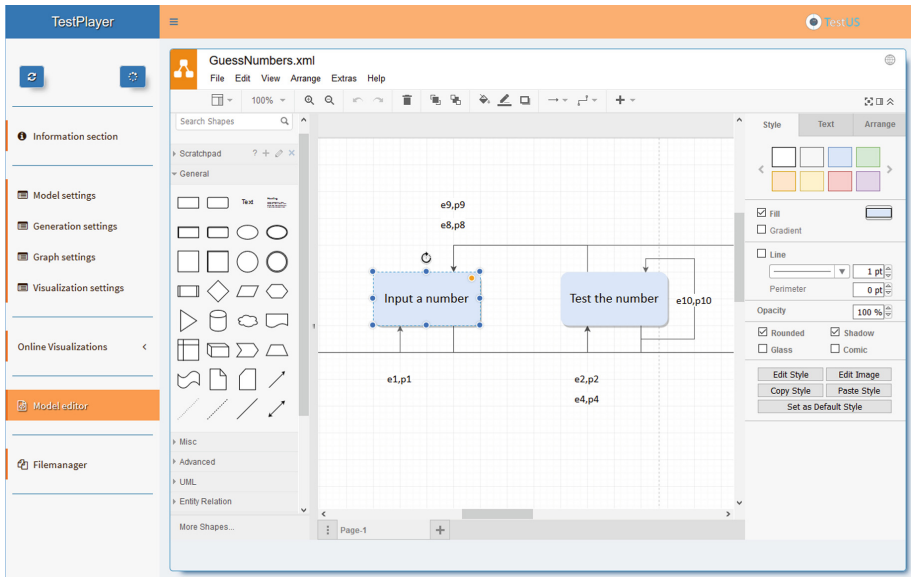 TestPlayer
TestUS
Information section
Model settings
Generation settings
Graph settings
Visualization settings
Online Visualizations
Model editor
Filemanager
GuessNumbers.xml
File Edit View Arrange Extras Help
100%
Search Shapes
Scratchpad ?
General
Text
Misc
Advanced
UML
Entity Relation
More Shapes...
e9,p9
e8,p8
Input a number
Test the number
e10,p10
e1,p1
e2,p2
e4,p4
Page-1
Style Text Arrange
Fill
Gradient
Line
1 pt
Perimeter 0 pt
Opacity 100 %
Rounded Shadow
Glass Comic
Edit Style Edit Image
Copy Style Paste Style
Set as Default Style